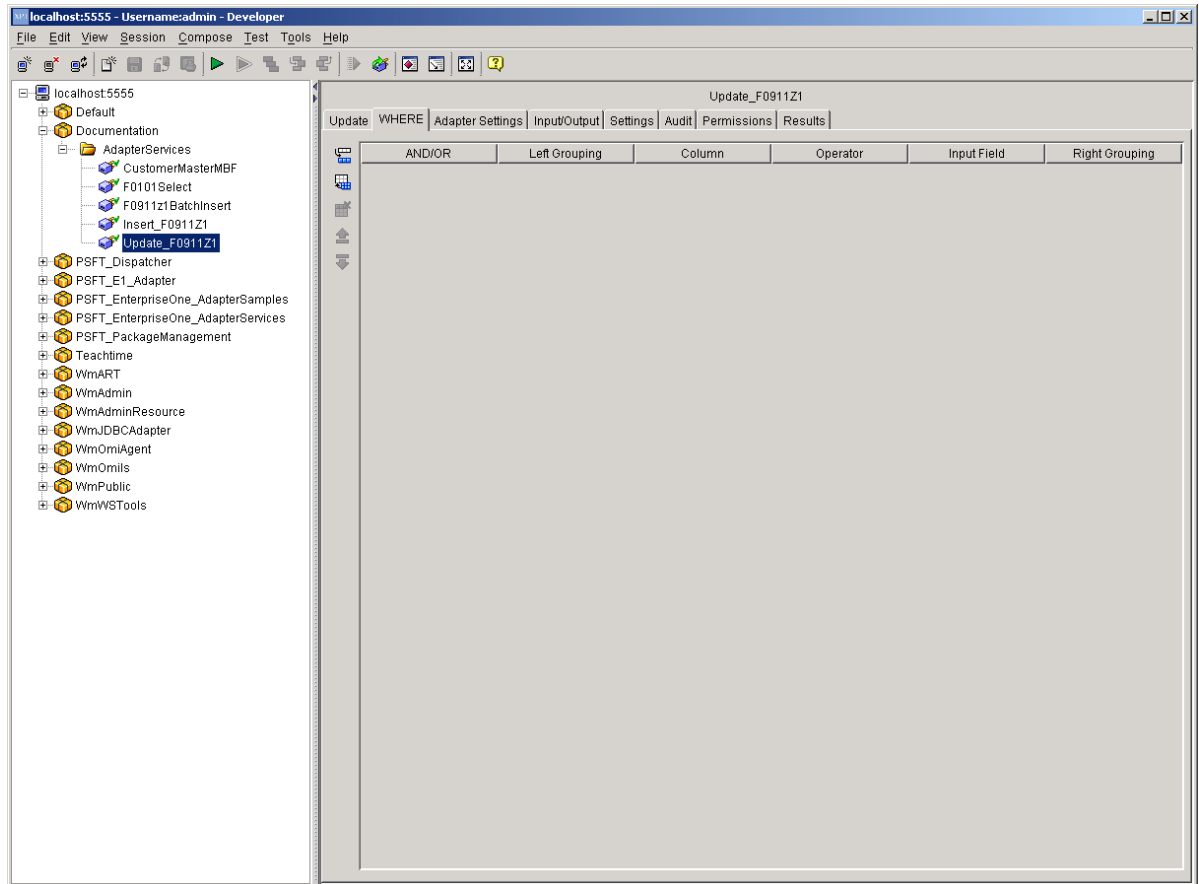 localhost:5555 - Username:admin - Developer
File Edit View Session Compose Test Tools Help
localhost:5555
Default
Documentation
AdapterServices
CustomerMasterMBF
F0101Select
F0911z1BatchInsert
Insert_F0911Z1
Update_F0911Z1
PSFT_Dispatcher
PSFT_E1_Adapter
PSFT_EnterpriseOne_AdapterSamples
PSFT_EnterpriseOne_AdapterServices
PSFT_PackageManagement
Teachtime
WmART
WmAdmin
WmAdminResource
WmJDBCAdapter
WmOmiAgent
WmOmils
WmPublic
WmWSTools
Update_F0911Z1
Update WHERE Adapter Settings Input/Output Settings Audit Permissions Results
AND/OR Left Grouping Column Operator Input Field Right Grouping